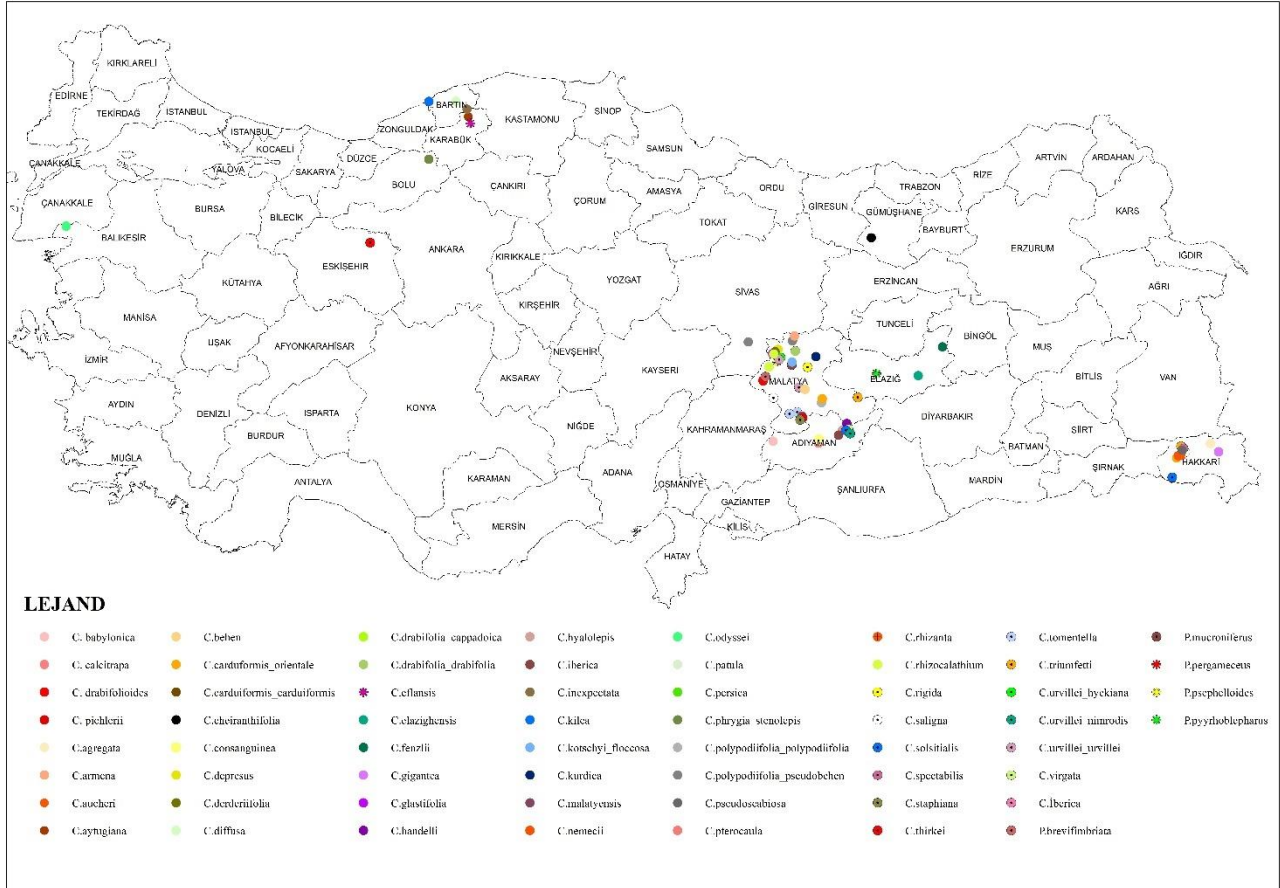 KIRKLARELİ
EDİRNE
TEKİRDAĞ
İSTANBUL
İSTANBUL
KOCAELİ
YALOVA
SAKARYA
DÜZCE
ZONGULDAK
BARTIN
KARABÜK
KASTAMONU
SİNOP
SAMSUN
ÇANAKKALE
ÇANAKKALE
BALIKESİR
BURSA
BİLECİK
BOLU
ÇANKIRI
ÇORUM
AMASYA
TOKAT
ORDU
GİRESUN
TRABZON
GÜMÜŞHANE
BAYBURT
RİZE
ARTVİN
ARDAHAN
KARS
IĞDIR
AĞRI
ERZURUM
ERZİNCAN
ESKİŞEHİR
ANKARA
KIRIKKALE
YOZGAT
SİVAS
KÜTAHYA
MANİSA
UŞAK
AFYONKARAHİSAR
KIRŞEHİR
NEVŞEHİR
KAYSERİ
TUNCELİ
BİNGÖL
MUŞ
BİTLİS
VAN
İZMİR
AYDIN
DENİZLİ
ISPARTA
BURDUR
KONYA
AKSARAY
NİĞDE
MALATYA
ELAZIĞ
DİYARBAKIR
BATMAN
SİİRT
ŞIRNAK
HAKKARİ
MUĞLA
ANTALYA
KARAMAN
MERSİN
ADANA
KAHRAMANMARAŞ
OSMANİYE
ADIYAMAN
GAZİANTEP
KİLİS
ŞANLIURFA
MARDİN
HATAY
LEJAND
C. babylonica
C. calcitrapa
C. drabifolioides
C. pichlerii
C.agregata
C.armena
C.aucheri
C.aytugiana
C.behen
C.carduformis_orientale
C.carduiformis_carduiformis
C.cheiranthifolia
C.consanguinea
C.depresus
C.derderiifolia
C.diffusa
C.drabifolia_cappadoica
C.drabifolia_drabifolia
C.eflansis
C.elazighensis
C.fenzlii
C.gigantea
C.glastifolia
C.handelii
C.hyalolepis
C.iberica
C.inexpectata
C.kilea
C.kotschyi_floccosa
C.kurdica
C.malatyensis
C.nemecii
C.odyssei
C.patula
C.persica
C.phrygia_stenolepis
C.polypodiifolia_polypodiifolia
C.polypodiifolia_pseudobehen
C.pseudoscabiosa
C.pterocaula
C.rhizanta
C.rhizocalathium
C.rigida
C.saligna
C.solsitialis
C.spectabilis
C.staphiana
C.thirkei
C.tomentella
C.triumfetti
C.urvillei_byekiana
C.urvillei_nimrodis
C.urvillei_urvillei
C.virgata
C.İberica
P.brevifimbriata
P.mucroniferus
P.pergameceus
P.psephelloides
P.pyyrhoblepharus